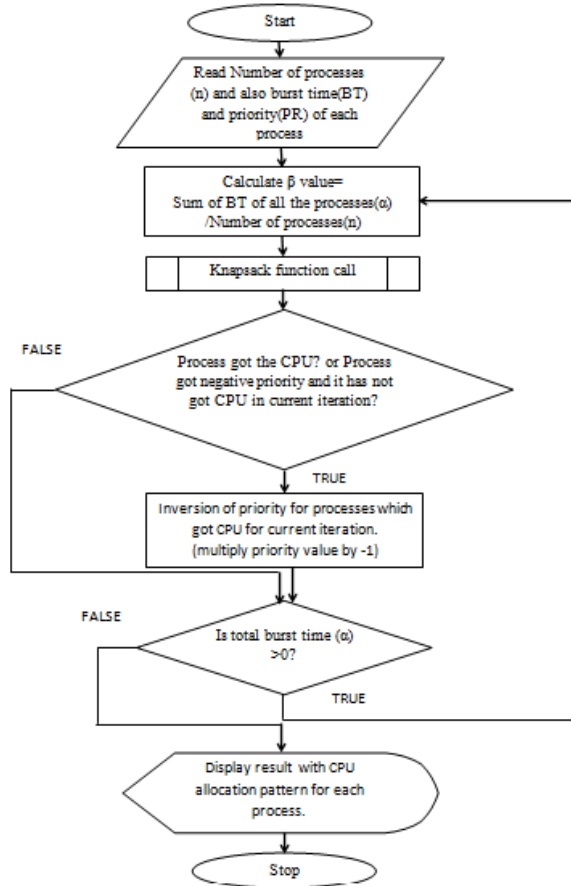 Start
Read Number of processes
(n) and also burst time(BT)
and priority(PR) of each
process
Calculate β value=
Sum of BT of all the processes(α)
/Number of processes(n)
Knapsack function call
FALSE
Process got the CPU? or Process
got negative priority and it has not
got CPU in current iteration?
TRUE
Inversion of priority for processes which
got CPU for current iteration.
(multiply priority value by -1)
FALSE
Is total burst time (α)
>0?
TRUE
Display result with CPU
allocation pattern for each
process.
Stop